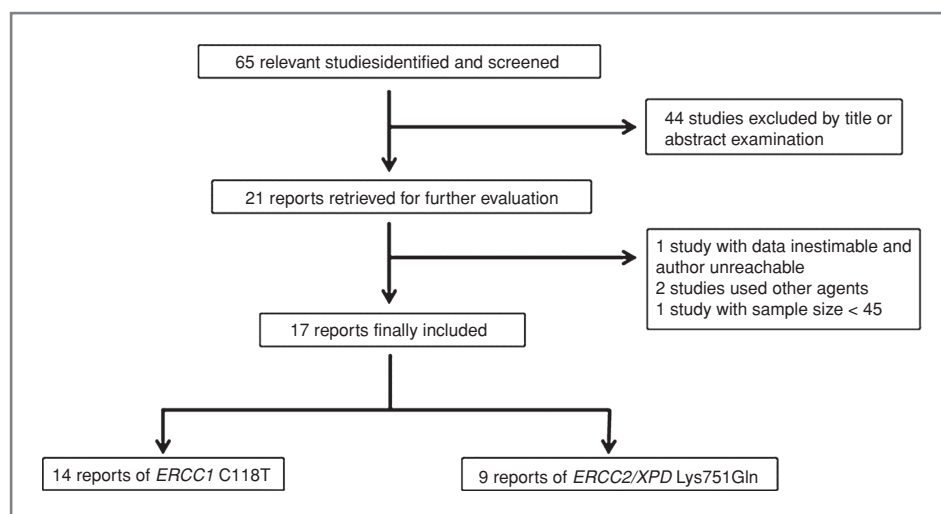 65 relevant studiesidentified and screened
44 studies excluded by title or
abstract examination
21 reports retrieved for further evaluation
1 study with data inestimable and
author unreachable
2 studies used other agents
1 study with sample size < 45
17 reports finally included
14 reports of ERCC1 C118T
9 reports of ERCC2/XPD Lys751Gln